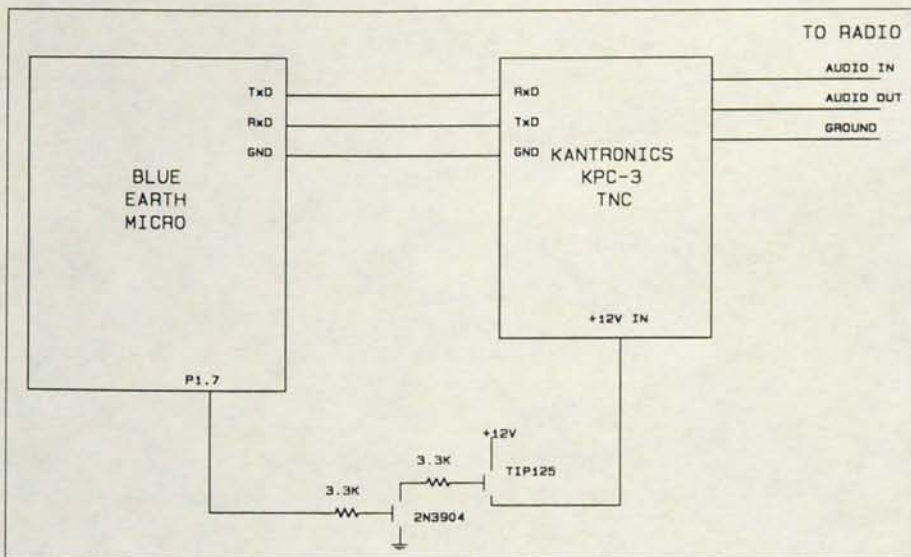 TO RADIO
AUDIO IN
AUDIO OUT
GROUND
TxD
RxD
GND
BLUE
EARTH
MICRO
P1.7
RxD
TxD
GND
KANTRONICS
KPC-3
TNC
+12V IN
+12V
TIP125
3.3K
3.3K
2N3904